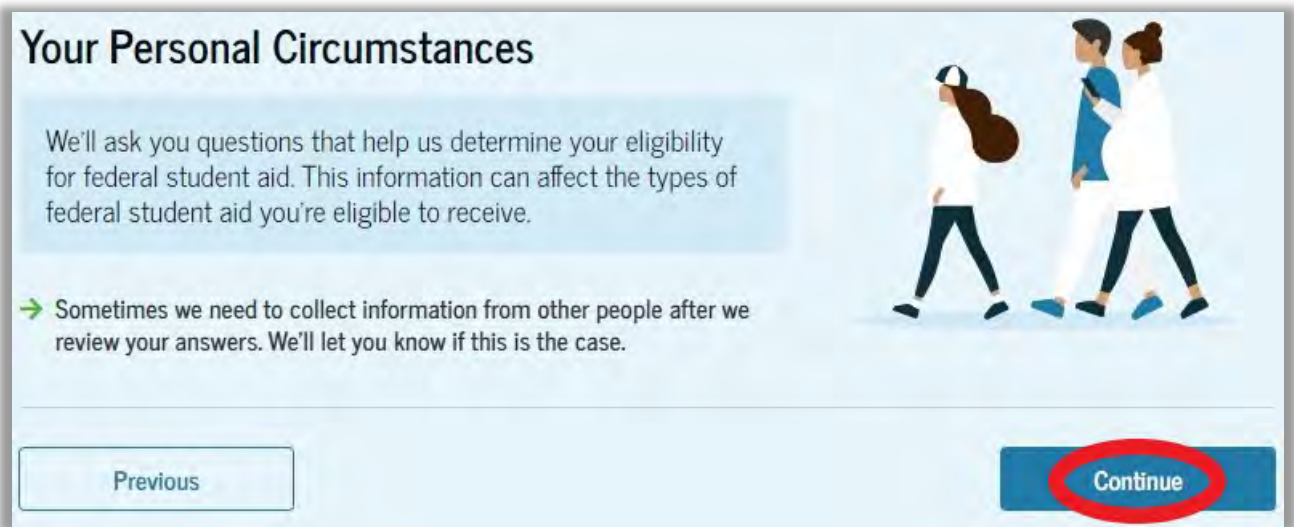 Your Personal Circumstances
We'll ask you questions that help us determine your eligibility
for federal student aid. This information can affect the types of
federal student aid you're eligible to receive.
Sometimes we need to collect information from other people after we
review your answers. We'll let you know if this is the case.
Previous
Continue